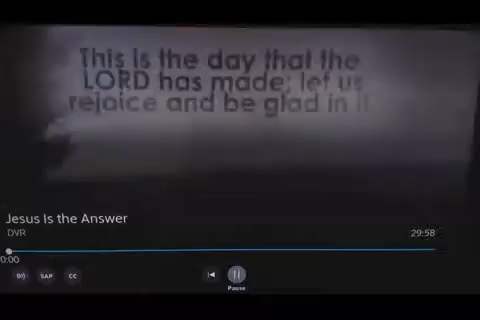 This is the day that the
LORD has made; let us
rejoice and be glad in it
Jesus Is the Answer
DVR
29:58
0:00
D))
SAP
CC
Pause